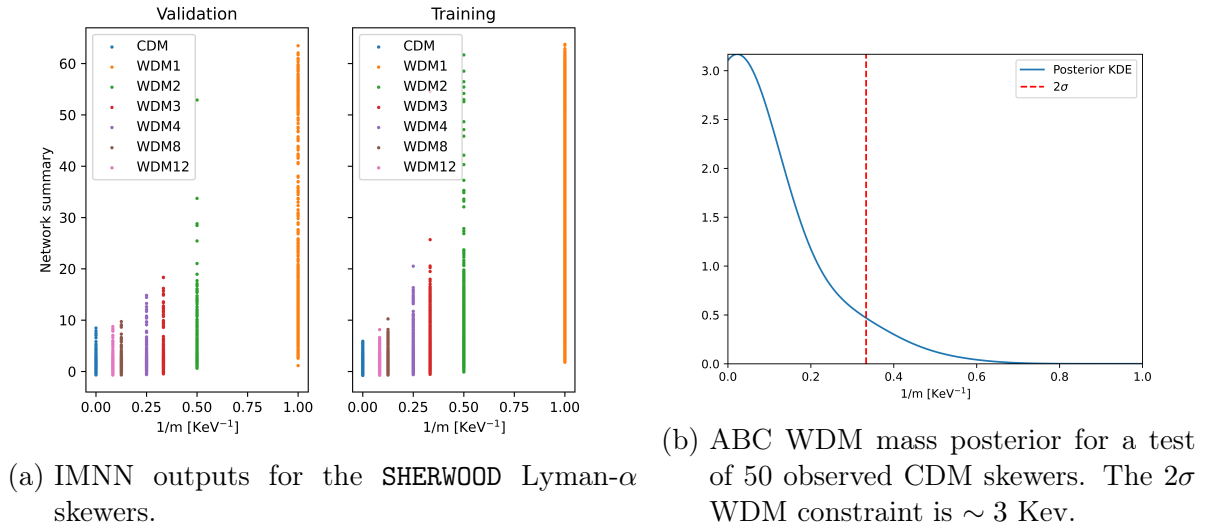 Validation
Training
Network summary
60
50
40
30
20
10
0
CDM
WDM1
WDM2
WDM3
WDM4
WDM8
WDM12
CDM
WDM1
WDM2
WDM3
WDM4
WDM8
WDM12
0.00 0.25 0.50 0.75 1.00
0.00 0.25 0.50 0.75 1.00
1/m [KeV⁻¹]
1/m [KeV⁻¹]
(a) IMNN outputs for the SHERWOOD Lyman-α
skewers.
3.0
2.5
2.0
1.5
1.0
0.5
0.0
Posterior KDE
2σ
0.0 0.2 0.4 0.6 0.8 1.0
1/m [KeV⁻¹]
(b) ABC WDM mass posterior for a test
of 50 observed CDM skewers. The 2σ
WDM constraint is ∼ 3 Kev.